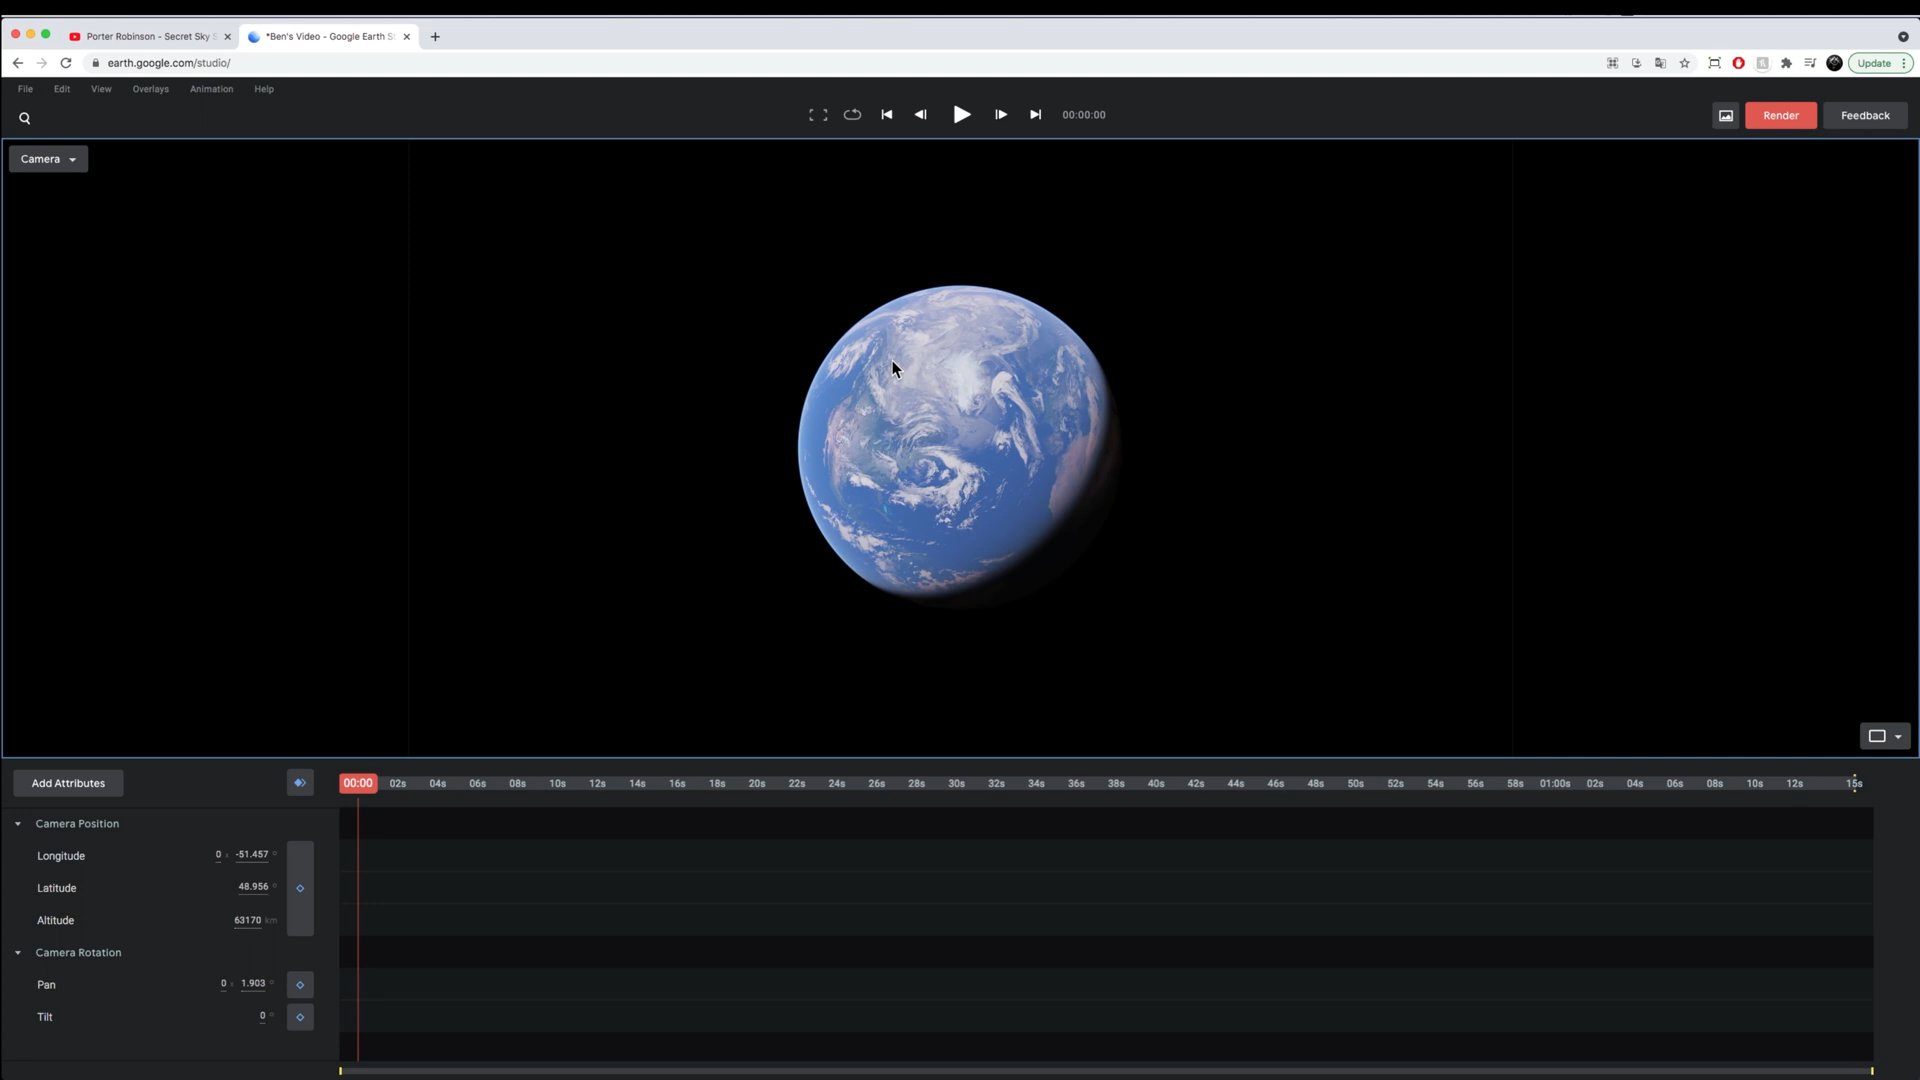 Porter Robinson - Secret Sky S
*Ben's Video - Google Earth St
earth.google.com/studio/
Update
File Edit View Overlays Animation Help
00:00:00
Render
Feedback
Camera
Add Attributes
00:00 02s 04s 06s 08s 10s 12s 14s 16s 18s 20s 22s 24s 26s 28s 30s 32s 34s 36s 38s 40s 42s 44s 46s 48s 50s 52s 54s 56s 58s 01:00s 02s 04s 06s 08s 10s 12s 15s
Camera Position
Longitude 0 x -51.457 °
Latitude 48.956 °
Altitude 63170 km
Camera Rotation
Pan 0 x 1.903 °
Tilt 0 °